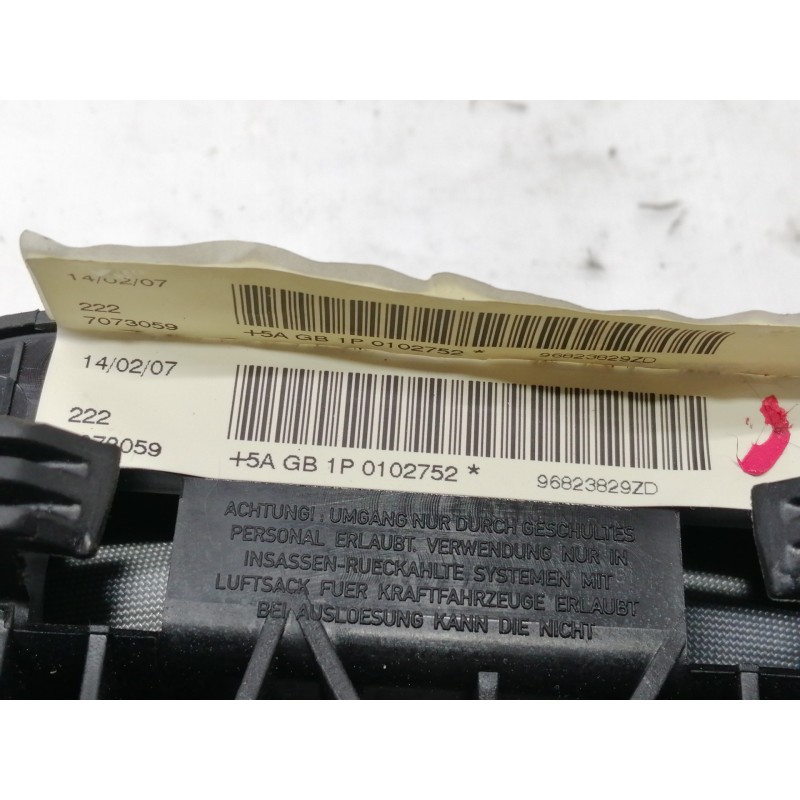 14/02/07
222
7073059
+5A GB 1P 0102752 *
96823829ZD
14/02/07
222
7073059
+5A GB 1P 0102752 *
96823829ZD
ACHTUNG! UMGANG NUR DURCH GESCHULTES
PERSONAL ERLAUBT. VERWENDUNG NUR IN
INSASSEN-RUECKAHLTE SYSTEMEN MIT
LUFTSACK FUER KRAFTFAHRZEUGE ERLAUBT
BEI AUSLOESUNG KANN DIE NICHT